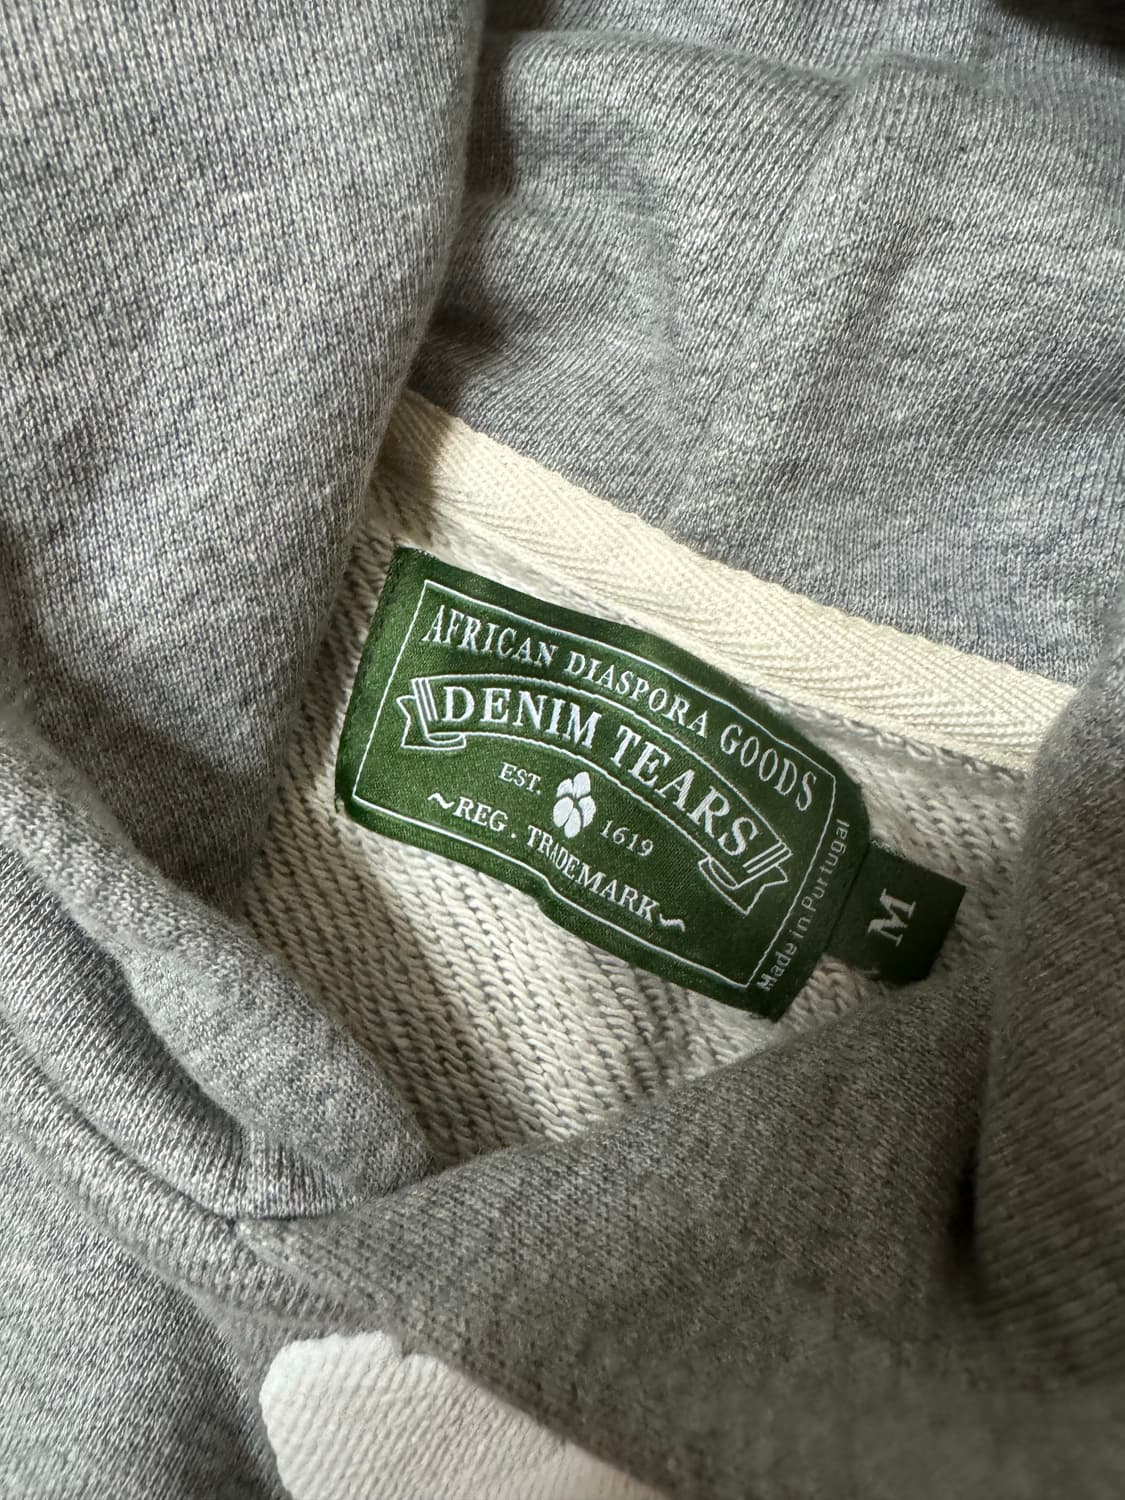 AFRICAN DIASPORA GOODS
DENIM TEARS
EST. 1619
~REG. TRADEMARK~
Made in Portugal
M